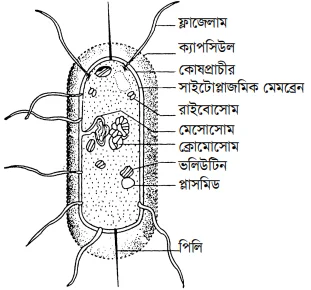 ফ্লাজেলাম
ক্যাপসিউল
কোষপ্রাচীর
সাইটোপ্লাজমিক মেমব্রেন
রাইবোসোম
মেসোসোম
ক্রোমোসোম
ভলিউটিন
প্লাসমিড
পিলি